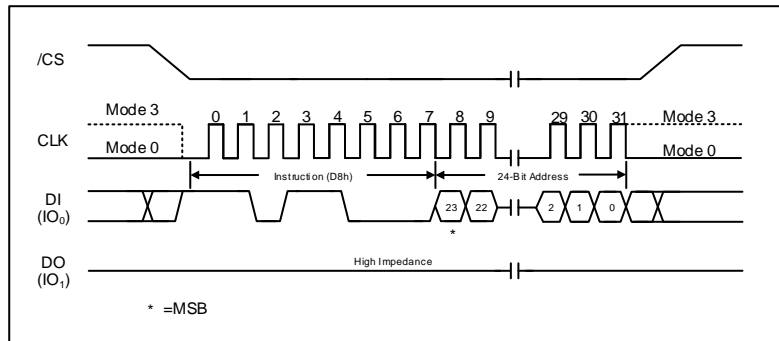 /CS
Mode 3
0 1 2 3 4 5 6 7 8 9 29 30 31
Mode 3
CLK
Mode 0
Mode 0
Instruction (D8h)
24-Bit Address
DI
(IO0)
23 22 2 1 0
*
DO
(IO1)
High Impedance
* =MSB